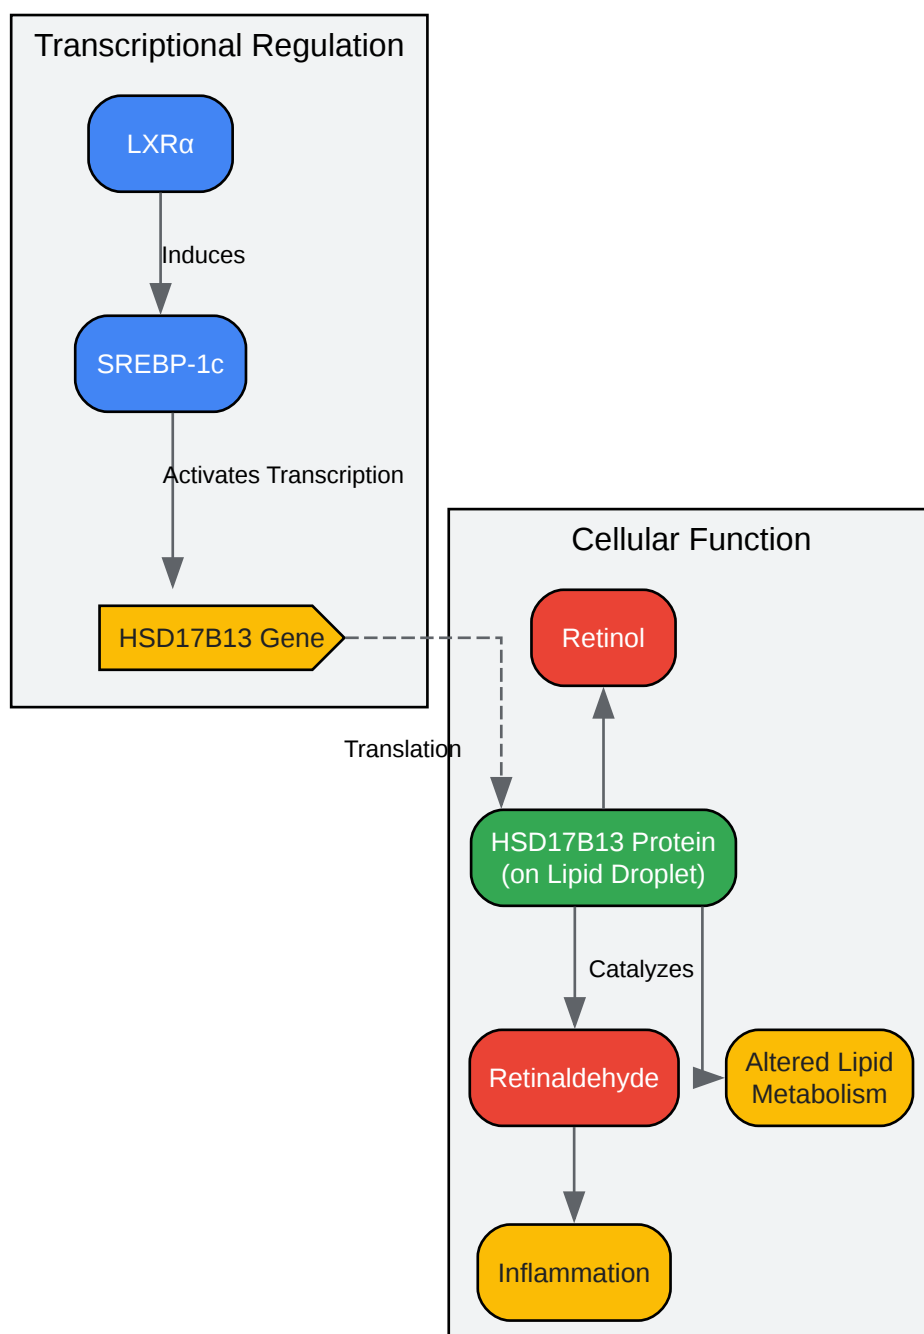 Transcriptional Regulation
LXRα
Induces
SREBP-1c
Activates Transcription
HSD17B13 Gene
Translation
Cellular Function
Retinol
HSD17B13 Protein
(on Lipid Droplet)
Catalyzes
Retinaldehyde
Altered Lipid
Metabolism
Inflammation